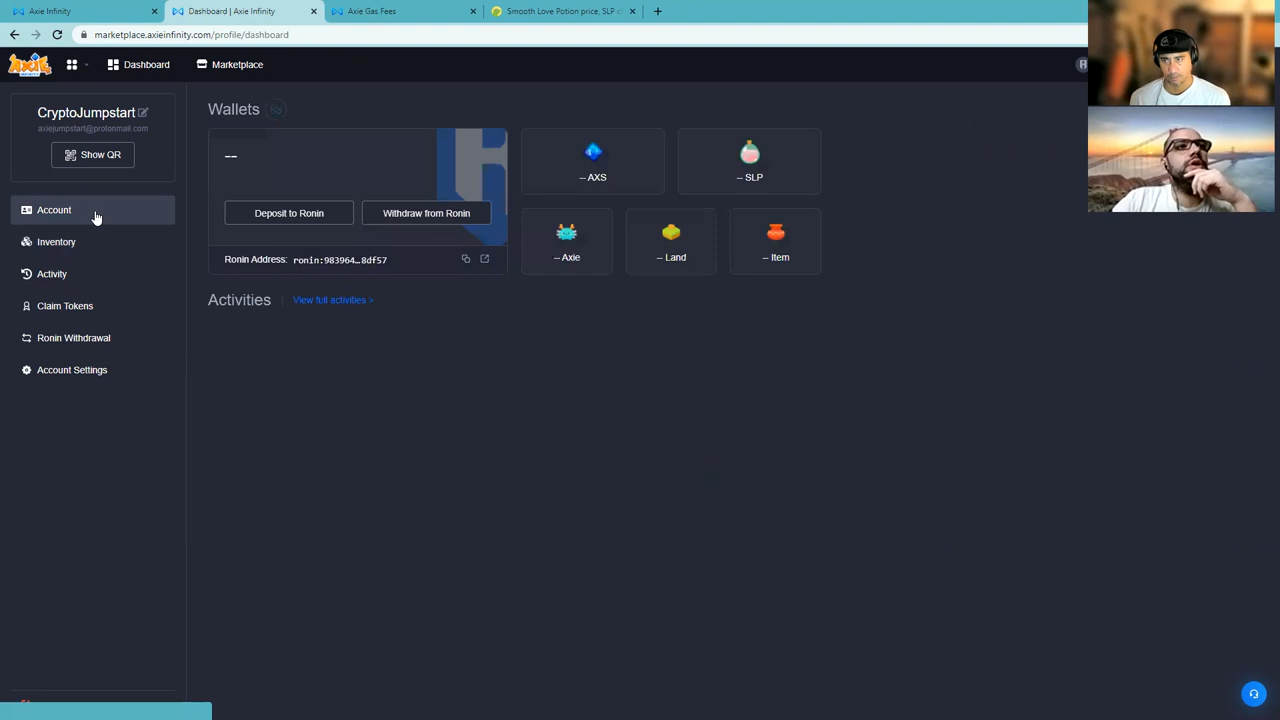 Axie Infinity
Dashboard | Axie Infinity
Axie Gas Fees
Smooth Love Potion price, SLP c
marketplace.axieinfinity.com/profile/dashboard
AXIE
INFINITY
Dashboard
Marketplace
CryptoJumpstart
axiejumpstart@protonmail.com
Show QR
Account
Inventory
Activity
Claim Tokens
Ronin Withdrawal
Account Settings
Wallets
--
Deposit to Ronin
Withdraw from Ronin
Ronin Address: ronin:983964…8df57
-- AXS
-- SLP
-- Axie
-- Land
-- Item
Activities
View full activities >